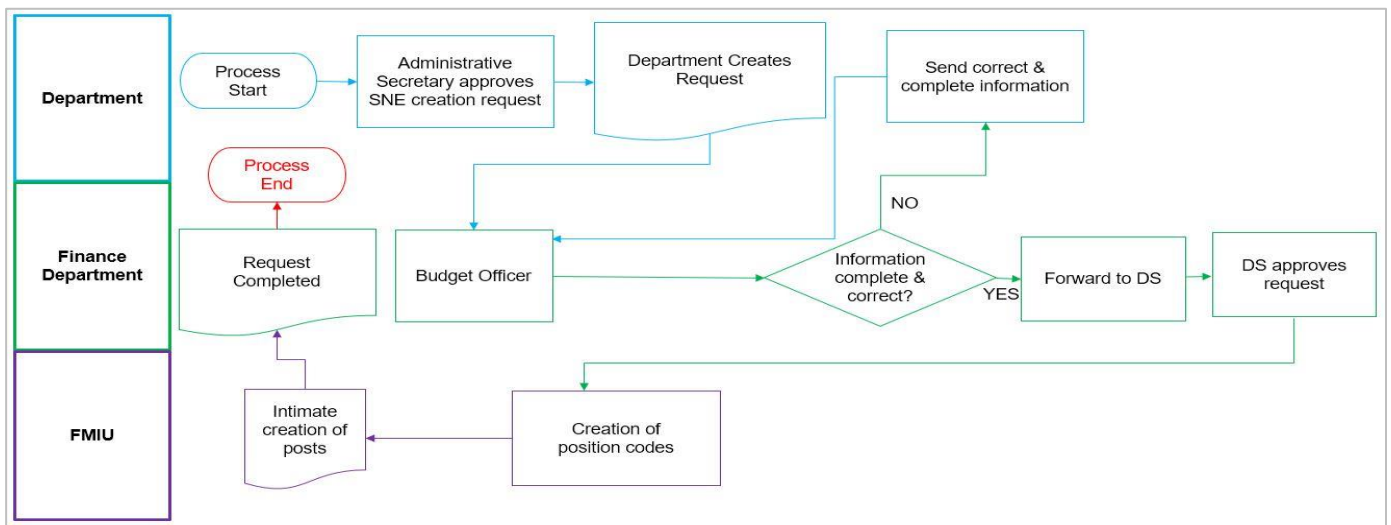 Department
Process
Start
Administrative
Secretary approves
SNE creation request
Department Creates
Request
Send correct &
complete information
Process
End
NO
Finance
Department
Request
Completed
Budget Officer
Information
complete &
correct?
YES
Forward to DS
DS approves
request
FMIU
Intimate
creation of
posts
Creation of
position codes